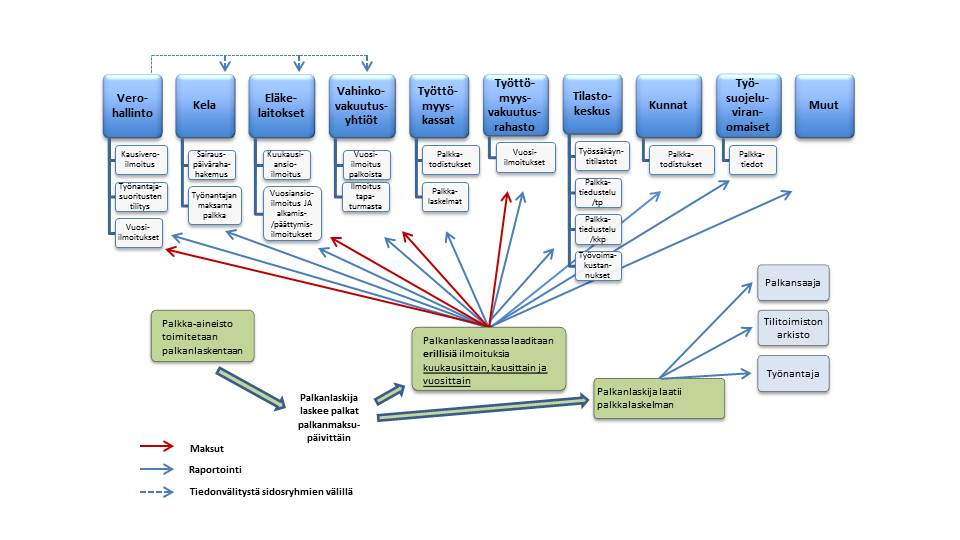 Vero-
hallinto
Kausivero-
ilmoitus
Työnantaja-
suoritusten
tilitys
Vuosi-
ilmoitukset
Kela
Sairaus-
päiväraha-
hakemus
Työnantajan
maksama
palkka
Eläke-
laitokset
Kuukausi-
ansio-
ilmoitus
Vuosiansio-
ilmoitus JA
alkamis-
/päättymis-
ilmoitukset
Vahinko-
vakuutus-
yhtiöt
Vuosi-
ilmoitus
palkoista
Ilmoitus
tapa-
turmasta
Työttö-
myys-
kassat
Palkka-
todistukset
Palkka-
laskelmat
Työttö-
myys-
vakuutus-
rahasto
Vuosi-
ilmoitukset
Tilasto-
keskus
Työssäkäyn-
titilastot
Palkka-
tiedustelu
/tp
Palkka-
tiedustelu
/kkp
Työvoima-
kustan-
nukset
Kunnat
Palkka-
todistukset
Työ-
suojelu-
viran-
omaiset
Palkka-
tiedot
Muut
Palkka-aineisto
toimitetaan
palkanlaskentaan
Palkanlaskija
laskee palkat
palkanmaksu-
päivittäin
Palkanlaskennassa laaditaan
erillisiä ilmoituksia
kuukausittain, kausittain ja
vuosittain
Palkanlaskija laatii
palkkalaskelman
Palkansaaja
Tilitoimiston
arkisto
Työnantaja
Maksut
Raportointi
Tiedonvälitystä sidosryhmien välillä